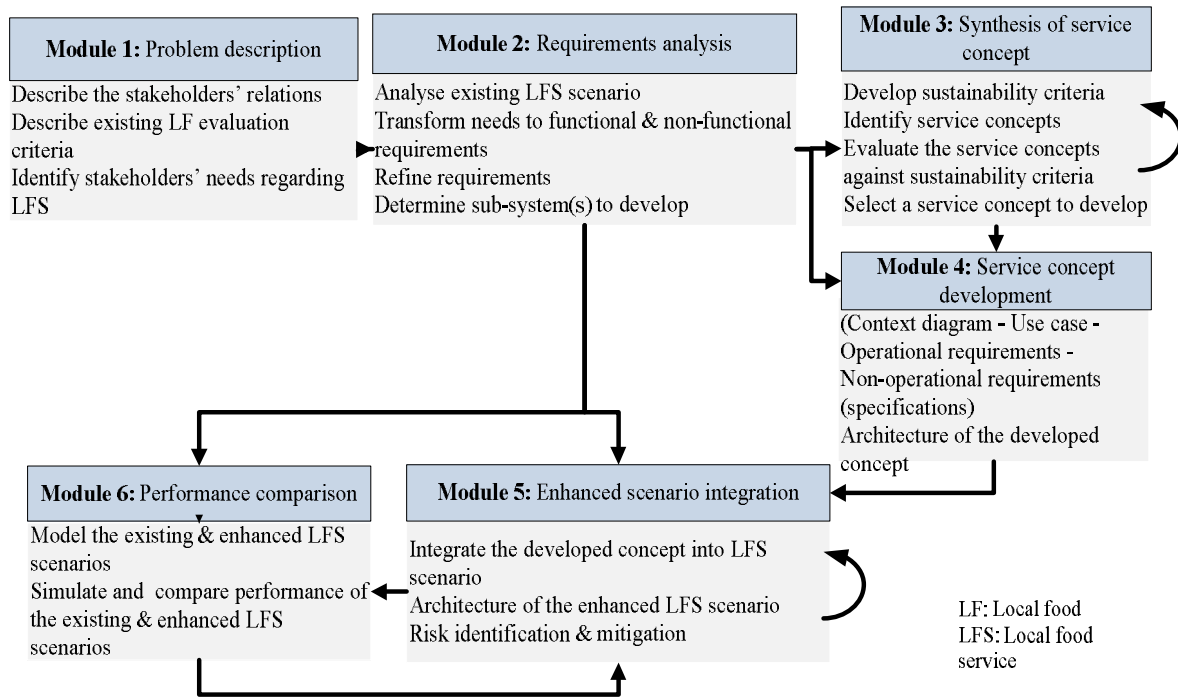 Module 1: Problem description
Describe the stakeholders’ relations
Describe existing LF evaluation
criteria
Identify stakeholders’ needs regarding
LFS
Module 2: Requirements analysis
Analyse existing LFS scenario
Transform needs to functional & non-functional
requirements
Refine requirements
Determine sub-system(s) to develop
Module 3: Synthesis of service
concept
Develop sustainability criteria
Identify service concepts
Evaluate the service concepts
against sustainability criteria
Select a service concept to develop
Module 4: Service concept
development
(Context diagram - Use case -
Operational requirements -
Non-operational requirements
(specifications)
Architecture of the developed
concept
Module 6: Performance comparison
Model the existing & enhanced LFS
scenarios
Simulate and compare performance of
the existing & enhanced LFS
scenarios
Module 5: Enhanced scenario integration
Integrate the developed concept into LFS
scenario
Architecture of the enhanced LFS scenario
Risk identification & mitigation
LF: Local food
LFS: Local food
service